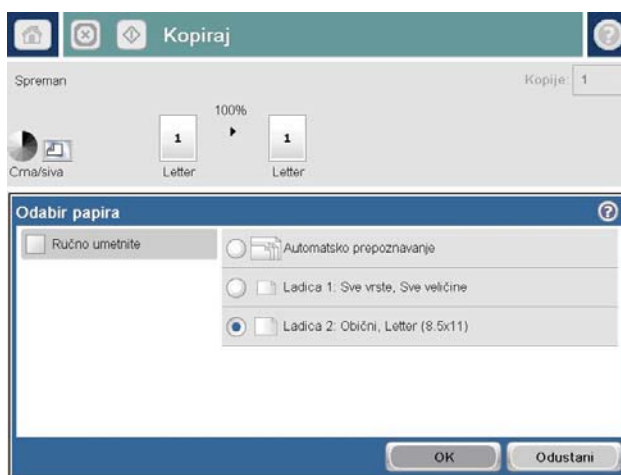 Kopiraj
?
Spreman
Kopije: 1
100%
1 1
Crna/siva
Letter Letter
Odabir papira
?
Ručno umetnite
Automatsko prepoznavanje
Ladica 1: Sve vrste, Sve veličine
Ladica 2: Obični, Letter (8.5x11)
OK Odustani